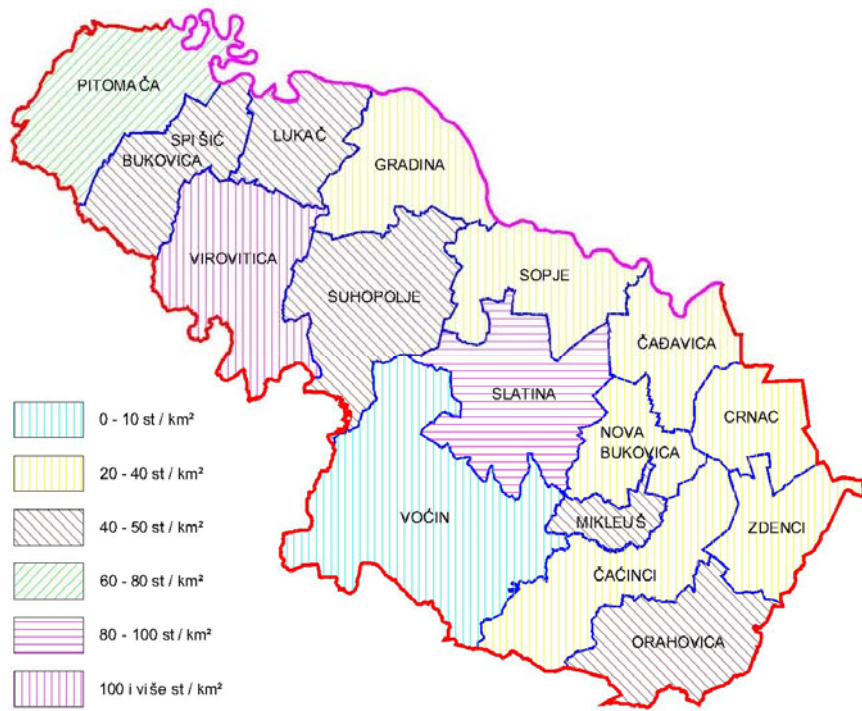 PITOMAČA
SPIŠIĆ
BUKOVICA
LUKAČ
GRADINA
VIROVITICA
SUHOPOLJE
SOPJE
ČAĐAVICA
SLATINA
CRNAC
NOVA
BUKOVICA
VOĆIN
MIKLEUŠ
ZDENCI
ČAĆINCI
ORAHOVICA
0 - 10 st / km²
20 - 40 st / km²
40 - 50 st / km²
60 - 80 st / km²
80 - 100 st / km²
100 i više st / km²